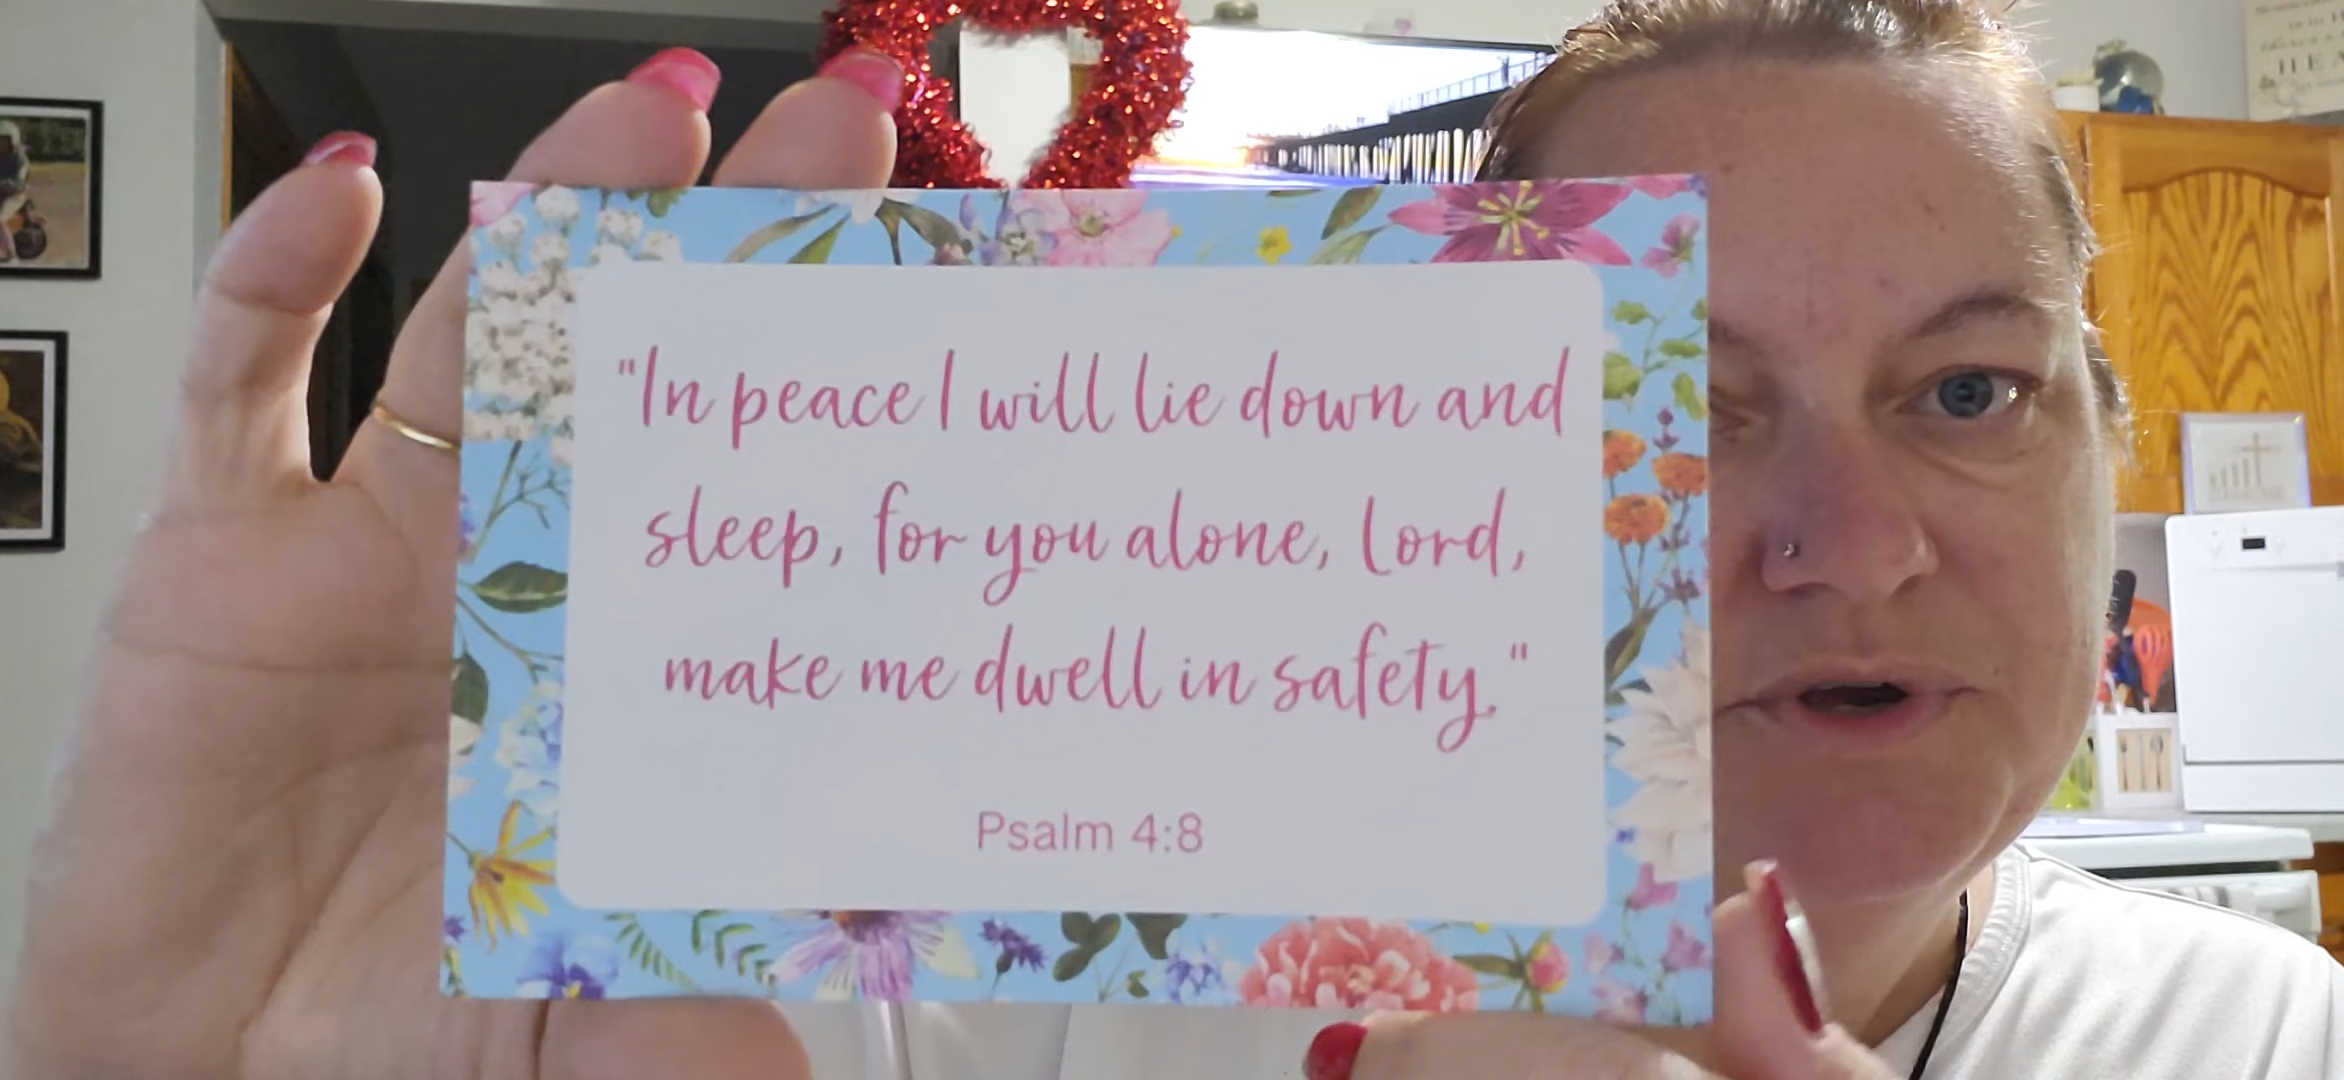 "In peace I will lie down and
sleep, for you alone, Lord,
make me dwell in safety."
Psalm 4:8